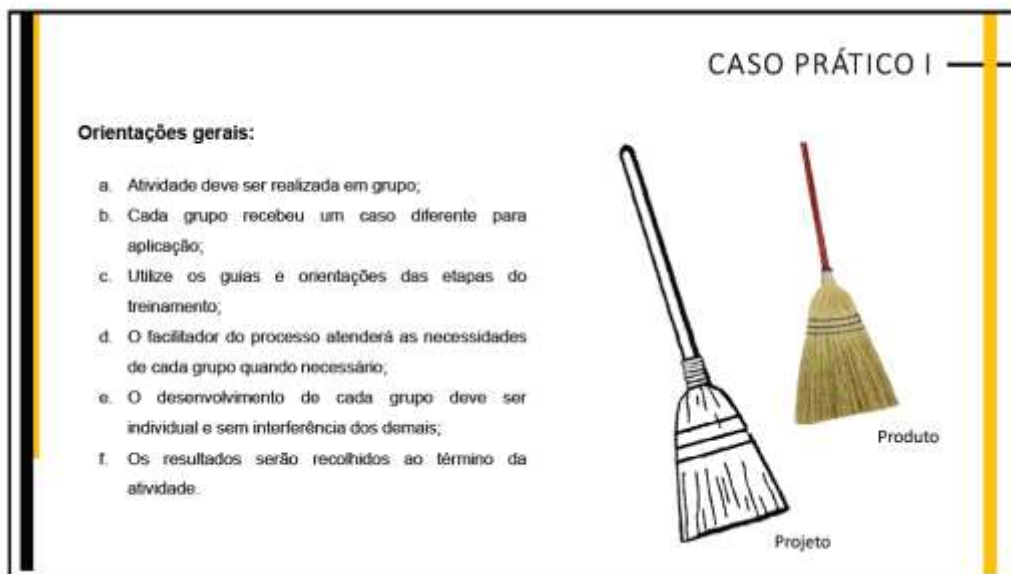 CASO PRÁTICO I
Orientações gerais:
a. Atividade deve ser realizada em grupo;
b. Cada grupo recebeu um caso diferente para
aplicação;
c. Utilize os guias e orientações das etapas do
treinamento;
d. O facilitador do processo atenderá as necessidades
de cada grupo quando necessário;
e. O desenvolvimento de cada grupo deve ser
individual e sem interferência dos demais;
f. Os resultados serão recolhidos ao término da
atividade.
Produto
Projeto